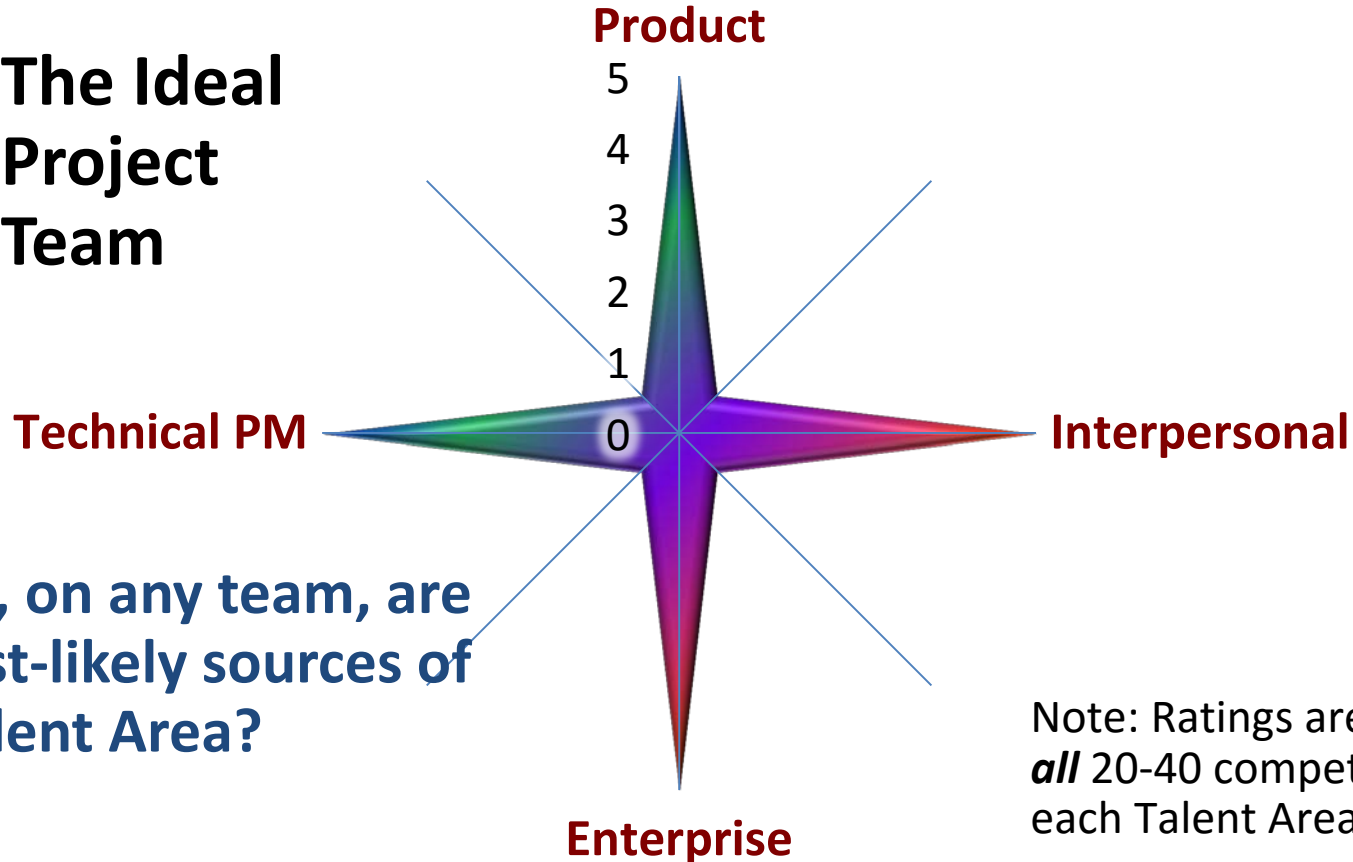 Product
The Ideal
Project
Team
5
4
3
2
1
0
Technical PM
Interpersonal
, on any team, are
st-likely sources of
lent Area?
Note: Ratings are
all 20-40 compet
each Talent Area
Enterprise